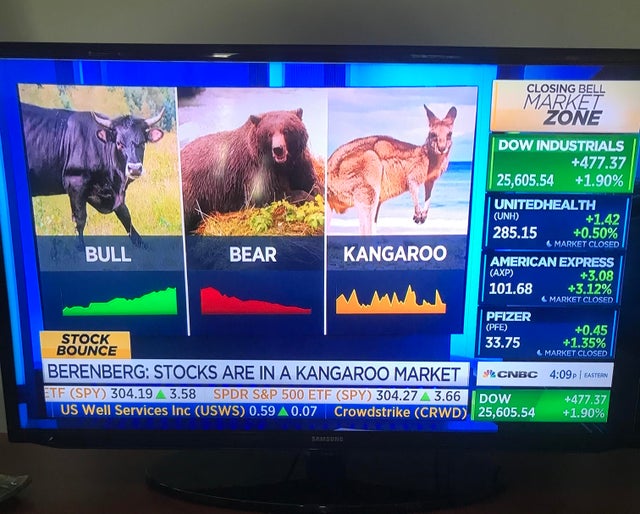 BULL
BEAR
KANGAROO
STOCK
BOUNCE
BERENBERG: STOCKS ARE IN A KANGAROO MARKET
ETF (SPY) 304.19 ▲ 3.58 SPDR S&P 500 ETF (SPY) 304.27 ▲ 3.66
US Well Services Inc (USWS) 0.59 ▲ 0.07 Crowdstrike (CRWD)
CLOSING BELL
MARKET
ZONE
DOW INDUSTRIALS
+477.37
25,605.54 +1.90%
UNITEDHEALTH
(UNH) +1.42
285.15 +0.50%
MARKET CLOSED
AMERICAN EXPRESS
(AXP) +3.08
101.68 +3.12%
MARKET CLOSED
PFIZER
(PFE) +0.45
33.75 +1.35%
MARKET CLOSED
CNBC 4:09P EASTERN
DOW +477.37
25,605.54 +1.90%
SAMSUNG